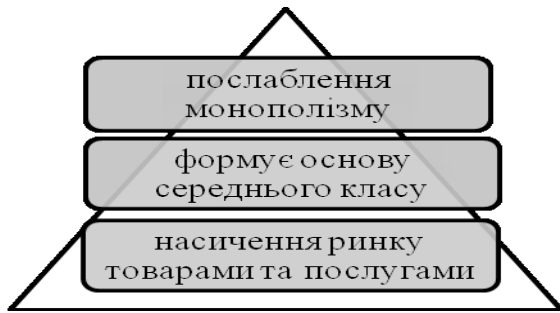 послаблення
монополізму
формує основу
середнього класу
насичення ринку
товарами та послугами